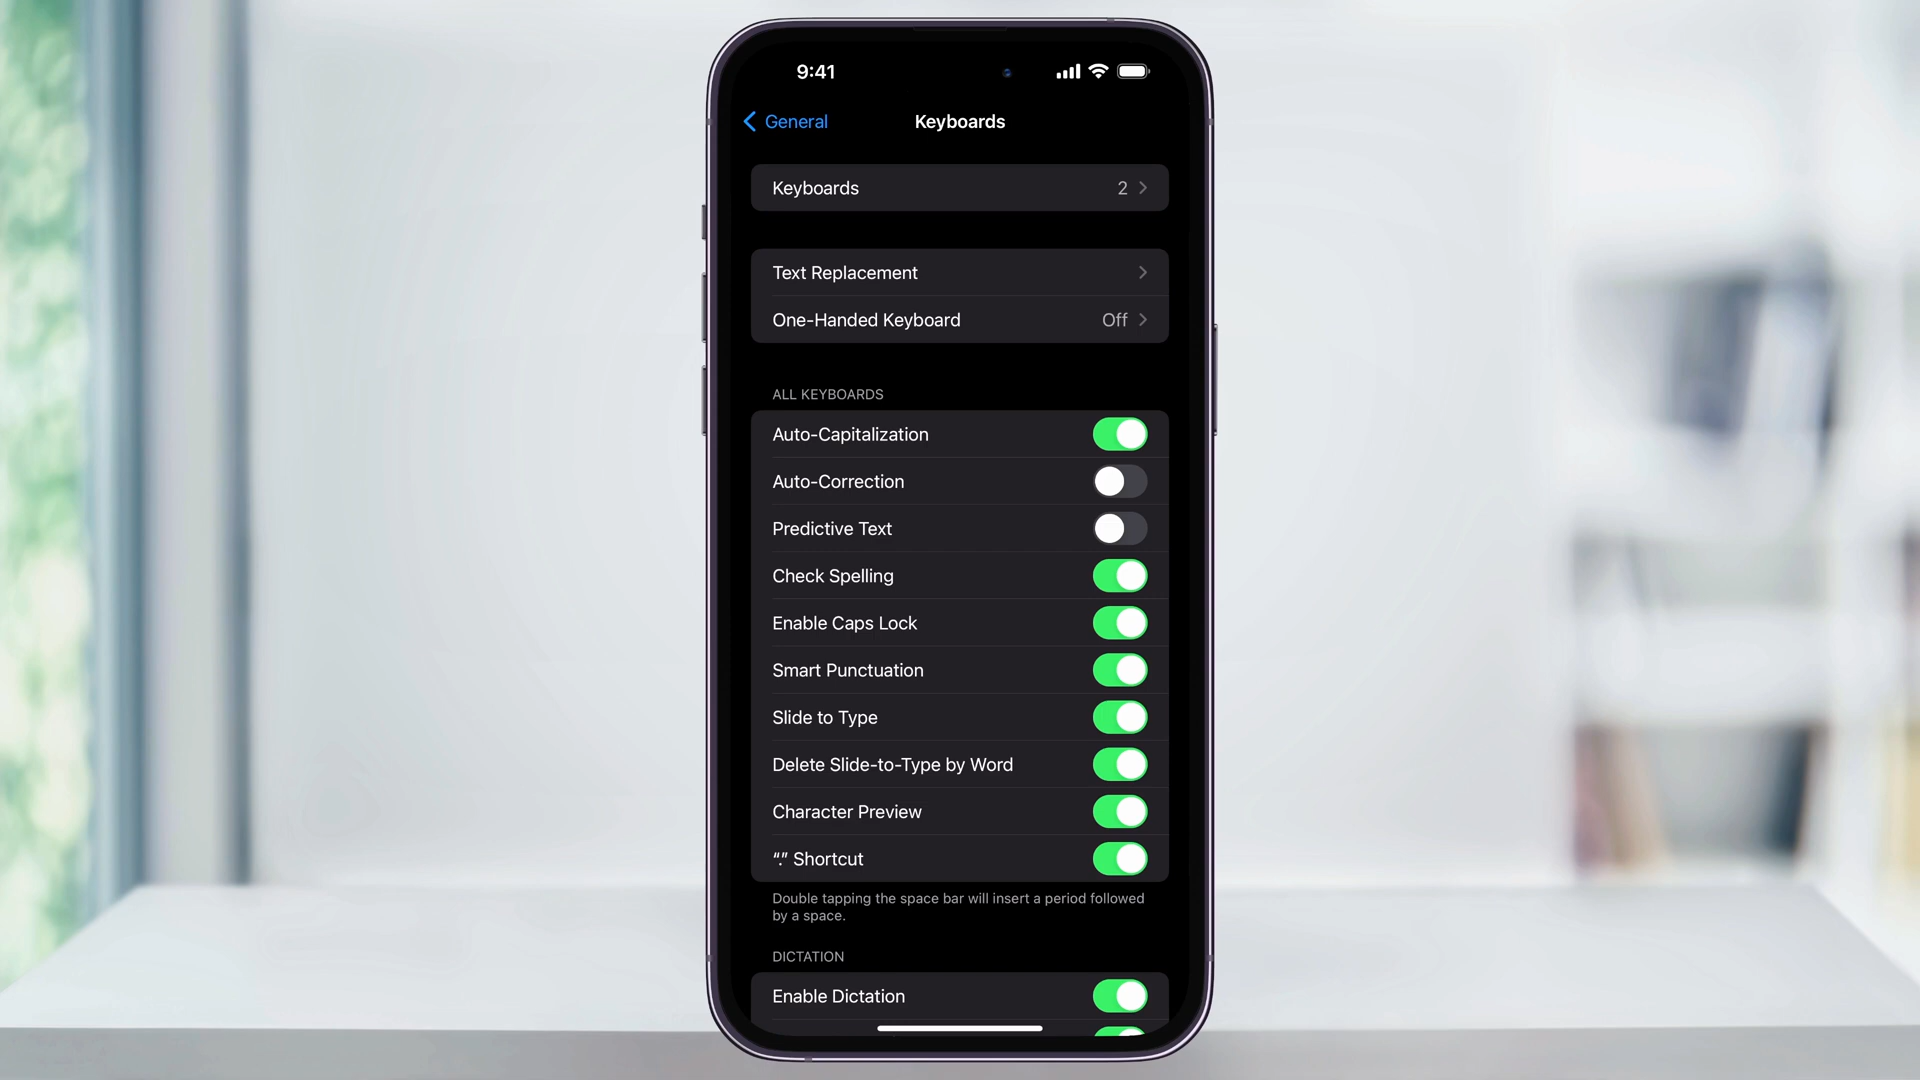 9:41
General
Keyboards
Keyboards 2
Text Replacement
One-Handed Keyboard Off
ALL KEYBOARDS
Auto-Capitalization
Auto-Correction
Predictive Text
Check Spelling
Enable Caps Lock
Smart Punctuation
Slide to Type
Delete Slide-to-Type by Word
Character Preview
“.” Shortcut
Double tapping the space bar will insert a period followed
by a space.
DICTATION
Enable Dictation